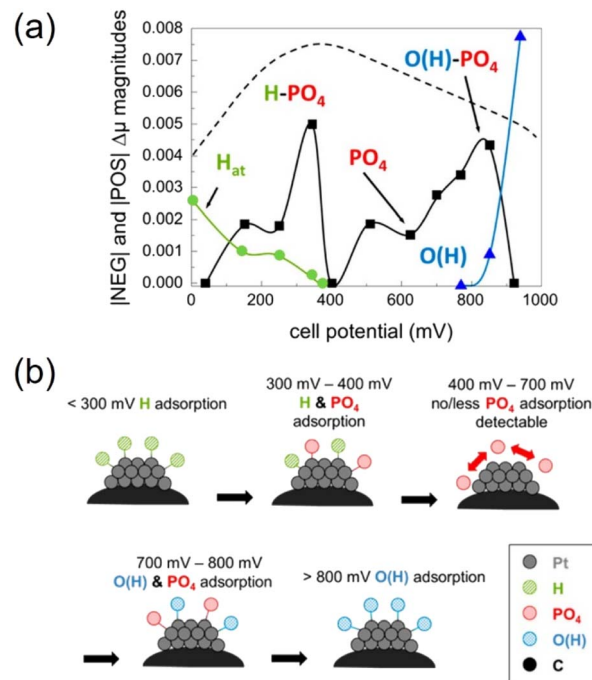 (a)
|NEG| and |POS| Δμ magnitudes
0.008
0.007
0.006
0.005
0.004
0.003
0.002
0.001
0.000
H-PO₄
O(H)-PO₄
H_at
PO₄
O(H)
0 200 400 600 800 1000
cell potential (mV)
(b)
< 300 mV H adsorption
300 mV – 400 mV
H & PO₄
adsorption
400 mV – 700 mV
no/less PO₄ adsorption
detectable
700 mV – 800 mV
O(H) & PO₄ adsorption
> 800 mV O(H) adsorption
Pt
H
PO₄
O(H)
C